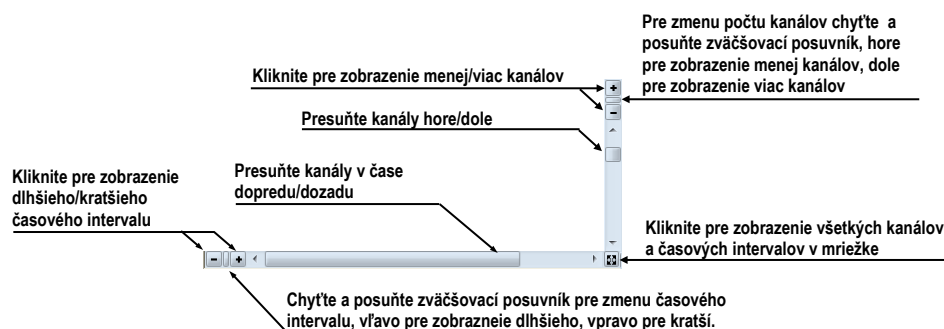 Pre zmenu počtu kanálov chyťte a
posuňte zväčšovací posuvník, hore
pre zobrazenie menej kanálov, dole
pre zobrazenie viac kanálov
Kliknite pre zobrazenie menej/viac kanálov
Presuňte kanály hore/dole
Presuňte kanály v čase
dopredu/dozadu
Kliknite pre zobrazenie
dlhšieho/kratšieho
časového intervalu
Kliknite pre zobrazenie všetkých kanálov
a časových intervalov v mriežke
Chyťte a posuňte zväčšovací posuvník pre zmenu časového
intervalu, vľavo pre zobrazneie dlhšieho, vpravo pre kratší.